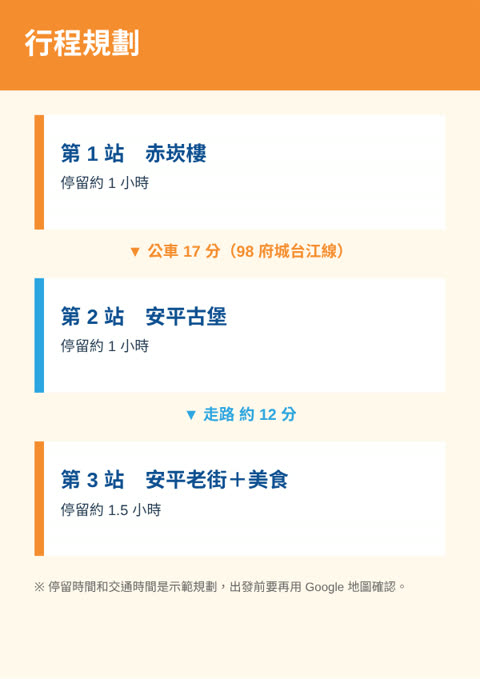 行程規劃
第 1 站　赤崁樓
停留約 1 小時
▼ 公車 17 分（98 府城台江線）
第 2 站　安平古堡
停留約 1 小時
▼ 走路 約 12 分
第 3 站　安平老街＋美食
停留約 1.5 小時
※ 停留時間和交通時間是示範規劃，出發前要再用 Google 地圖確認。